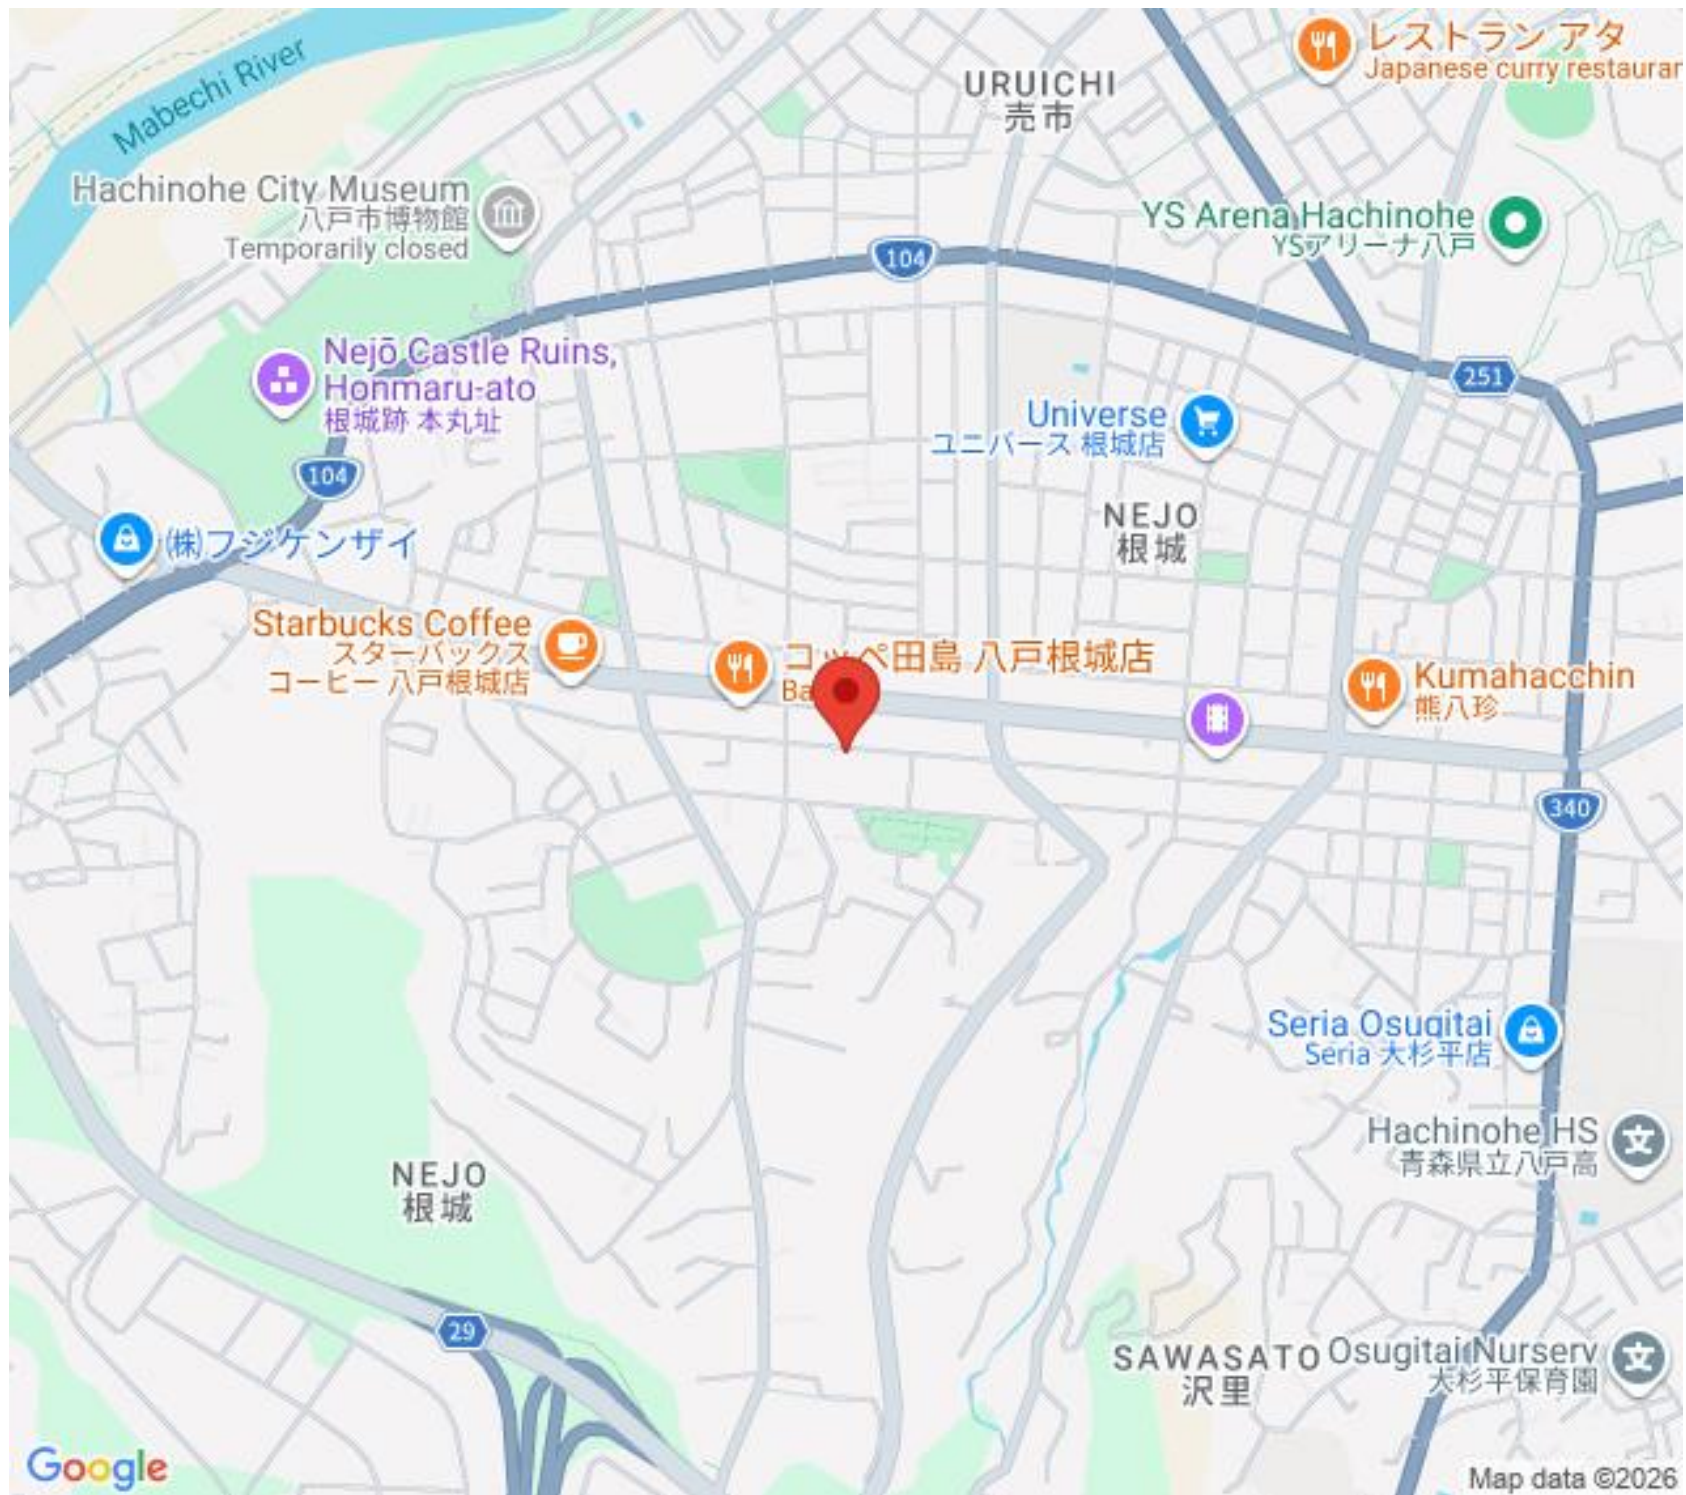 レストラン アタ
Japanese curry restauran
URUICHI
売市
Mabechi River
Hachinohe City Museum
八戸市博物館
Temporarily closed
YS Arena Hachinohe
YSアリーナ八戸
104
Nejō Castle Ruins,
Honmaru-ato
根城跡 本丸址
251
Universe
ユニバース 根城店
104
NEJO
根城
㈱フジケンザイ
Starbucks Coffee
スターバックス
コーヒー 八戸根城店
コッペ田島 八戸根城店
Ba
Kumahacchin
熊八珍
340
Seria Osugitai
Seria 大杉平店
Hachinohe HS
青森県立八戸高
NEJO
根城
29
SAWASATO
沢里
Osugitai Nursery
大杉平保育園
Google
Map data ©2026